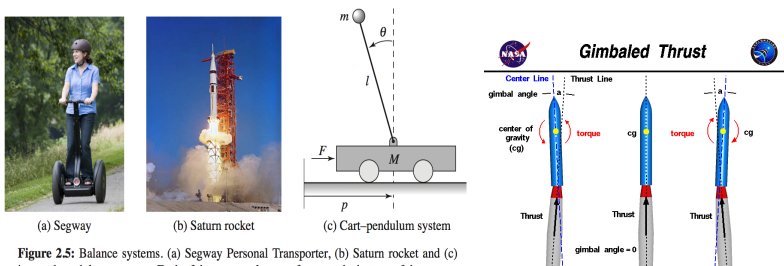 m
θ
l
F
M
p
(a) Segway
(b) Saturn rocket
(c) Cart–pendulum system
Figure 2.5: Balance systems. (a) Segway Personal Transporter, (b) Saturn rocket and (c)
NASA
Gimbaled Thrust
Center Line
Thrust Line
gimbal angle
a
a
center of
gravity
(cg)
torque
cg
torque
cg
Thrust
Thrust
Thrust
gimbal angle = 0